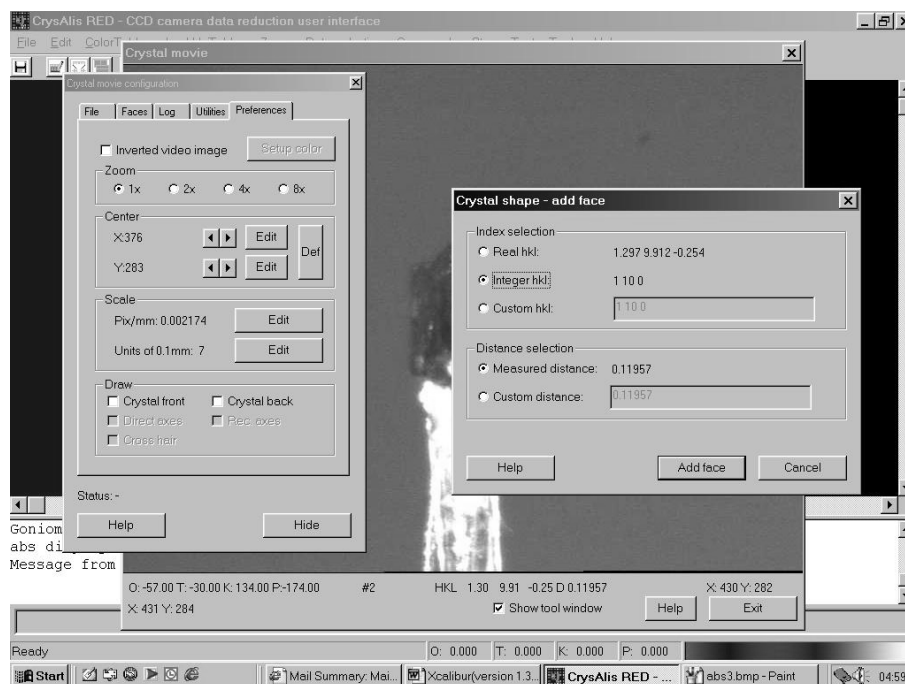 CrysAlis RED - CCD camera data reduction user interface
File Edit ColorT
Crystal movie
Crystal movie configuration
File Faces Log Utilities Preferences
Inverted video image Setup color
Zoom
1x 2x 4x 8x
Center
X:376 Edit
Def
Y:283 Edit
Scale
Pix/mm: 0.002174 Edit
Units of 0.1mm: 7 Edit
Draw
Crystal front Crystal back
Direct axes Rec. axes
Cross hair
Status: -
Help Hide
Crystal shape - add face
Index selection
Real hkl: 1.297 9.912 -0.254
Integer hkl: 1 10 0
Custom hkl: 1 10 0
Distance selection
Measured distance: 0.11957
Custom distance: 0.11957
Help Add face Cancel
Goniom
abs di
Message from
O: -57.00 T: -30.00 K: 134.00 P:-174.00 #2 HKL 1.30 9.91 -0.25 D 0.11957 X: 430 Y: 282
X: 431 Y: 284 Show tool window Help Exit
Ready O: 0.000 T: 0.000 K: 0.000 P: 0.000
Start Mail Summary: Mai... Xcalibur(version 1.3... CrysAlis RED - ... abs3.bmp - Paint 04:59